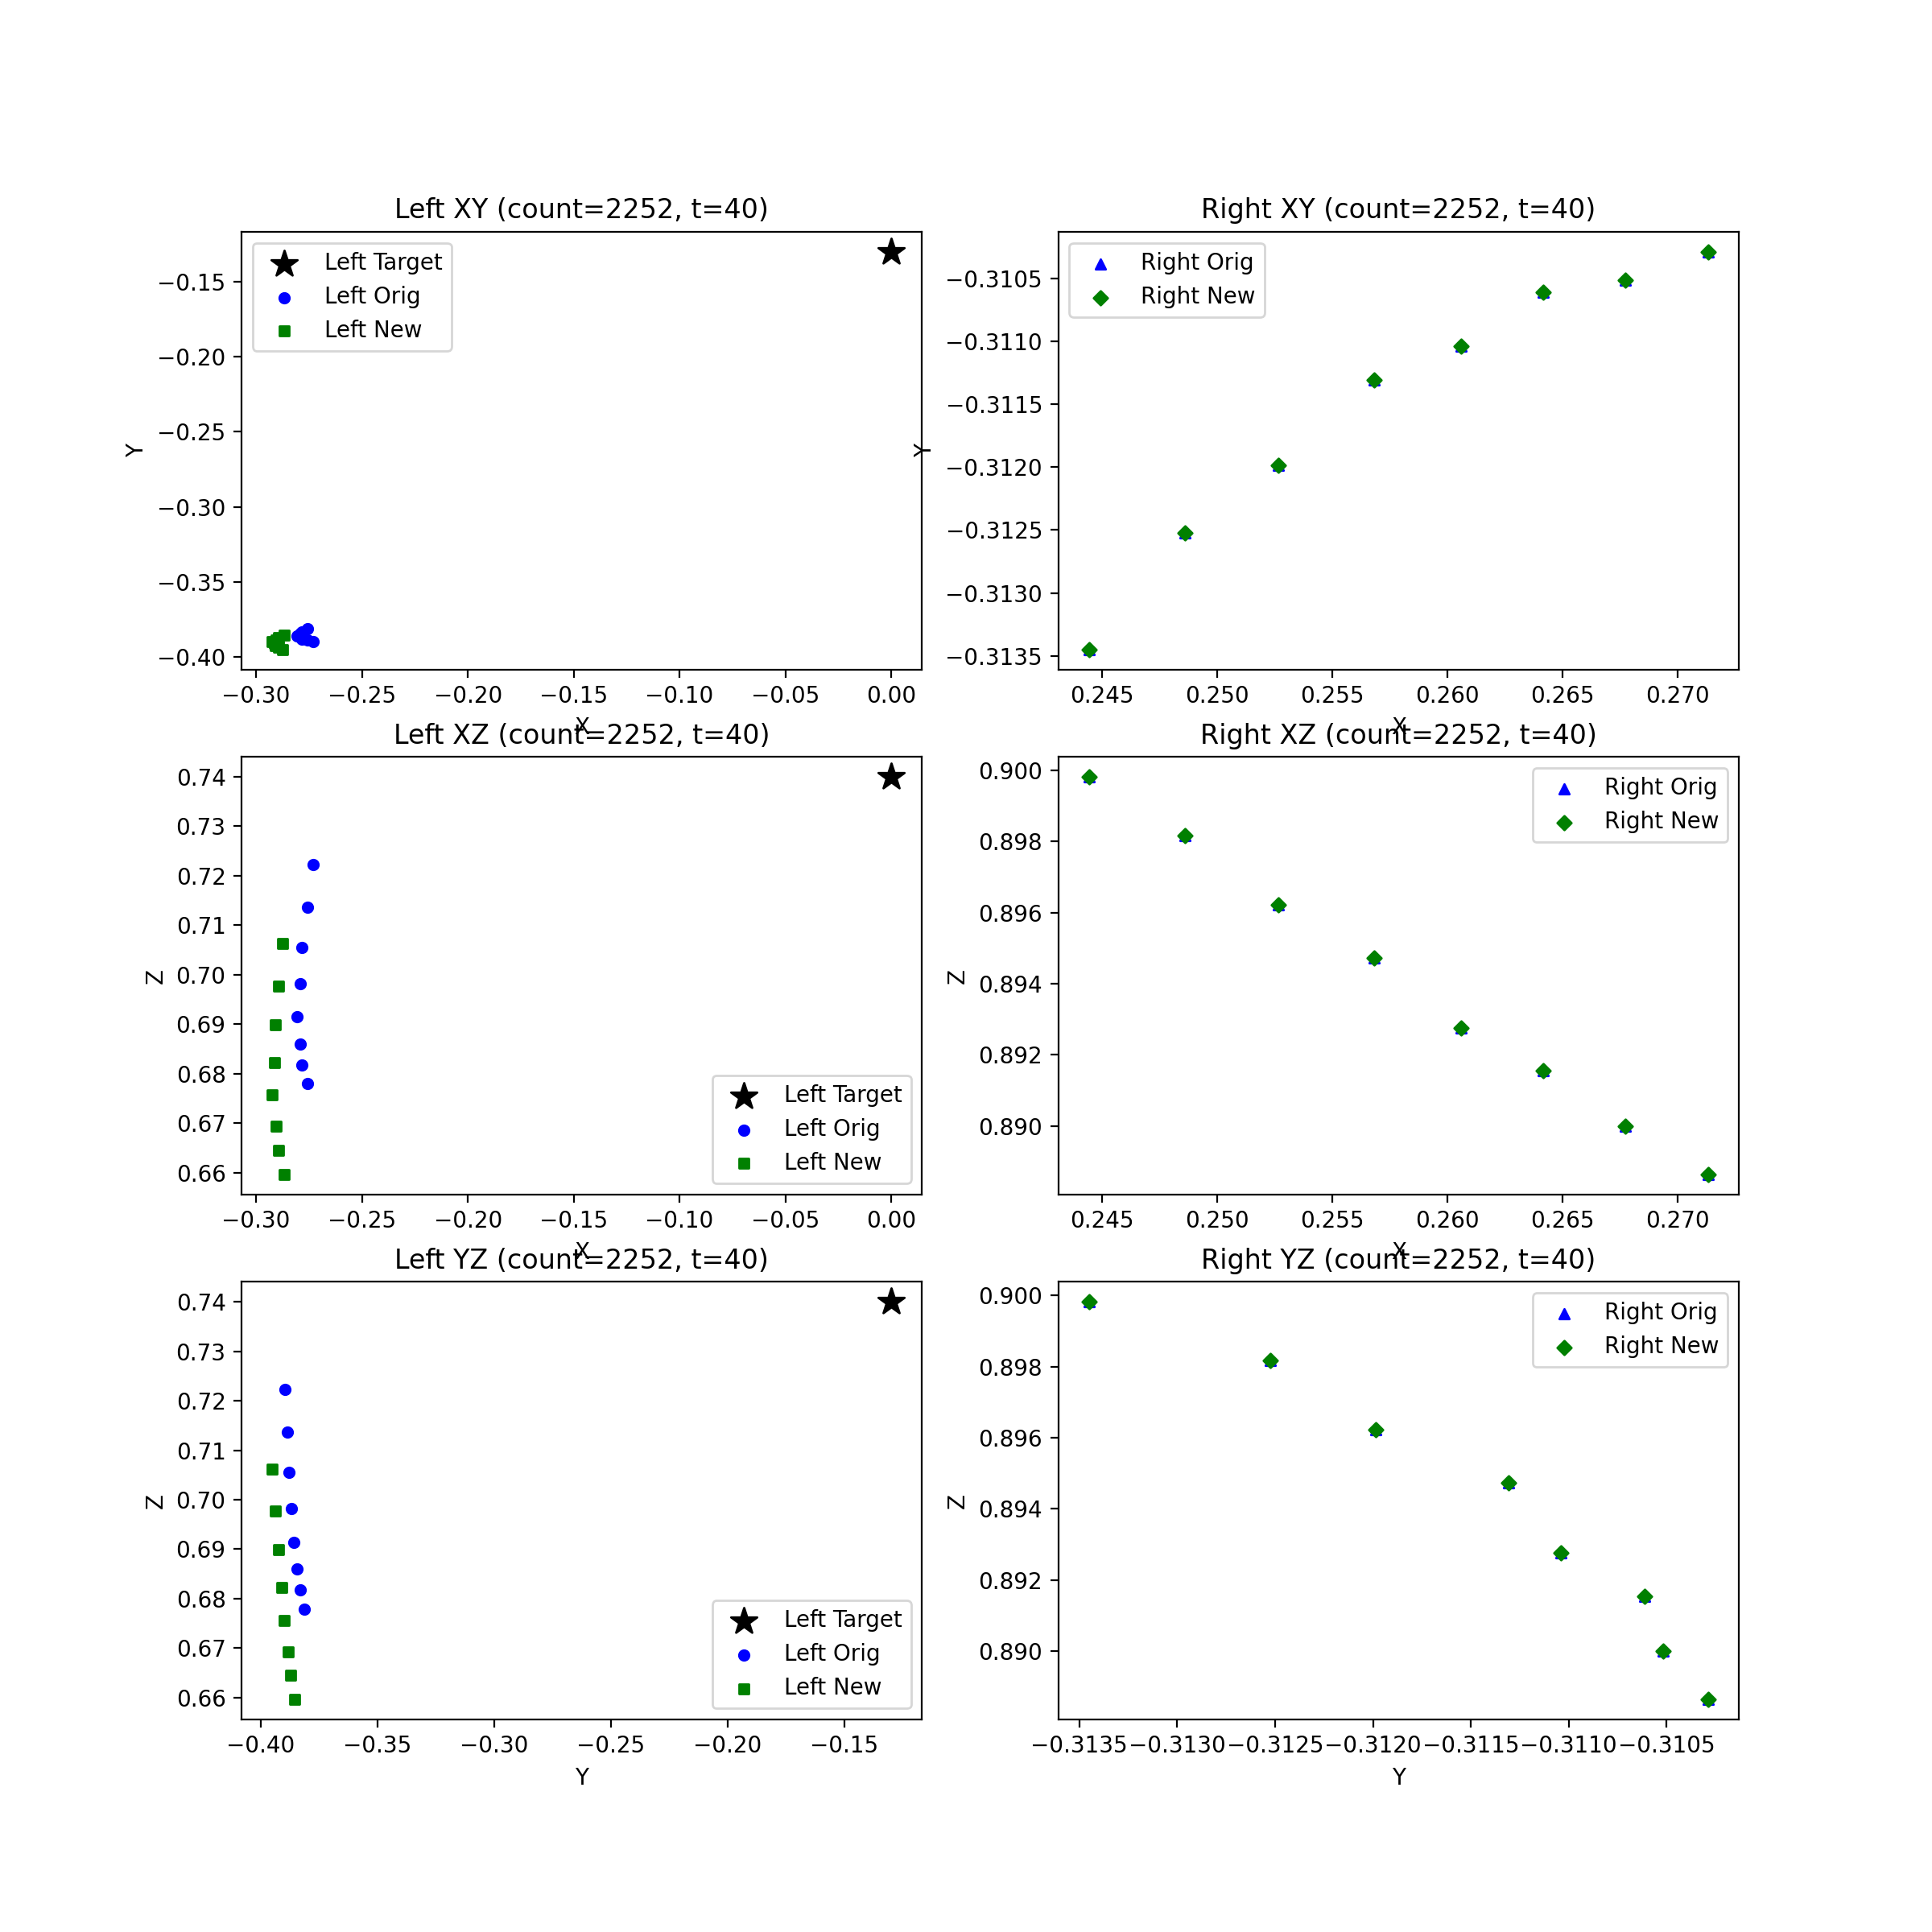 Left XY (count=2252, t=40)
Left Target
Left Orig
Left New
−0.15
−0.20
−0.25
−0.30
−0.35
−0.40
Y
−0.30 −0.25 −0.20 −0.15 −0.10 −0.05 0.00
X
Right XY (count=2252, t=40)
Right Orig
Right New
−0.3105
−0.3110
−0.3115
−0.3120
−0.3125
−0.3130
−0.3135
Y
0.245 0.250 0.255 0.260 0.265 0.270
X
Left XZ (count=2252, t=40)
0.74
0.73
0.72
0.71
0.70
0.69
0.68
0.67
0.66
Z
Left Target
Left Orig
Left New
−0.30 −0.25 −0.20 −0.15 −0.10 −0.05 0.00
X
Right XZ (count=2252, t=40)
Right Orig
Right New
0.900
0.898
0.896
0.894
0.892
0.890
Z
0.245 0.250 0.255 0.260 0.265 0.270
X
Left YZ (count=2252, t=40)
0.74
0.73
0.72
0.71
0.70
0.69
0.68
0.67
0.66
Z
Left Target
Left Orig
Left New
−0.40 −0.35 −0.30 −0.25 −0.20 −0.15
Y
Right YZ (count=2252, t=40)
Right Orig
Right New
0.900
0.898
0.896
0.894
0.892
0.890
Z
−0.3135 −0.3130 −0.3125 −0.3120 −0.3115 −0.3110 −0.3105
Y